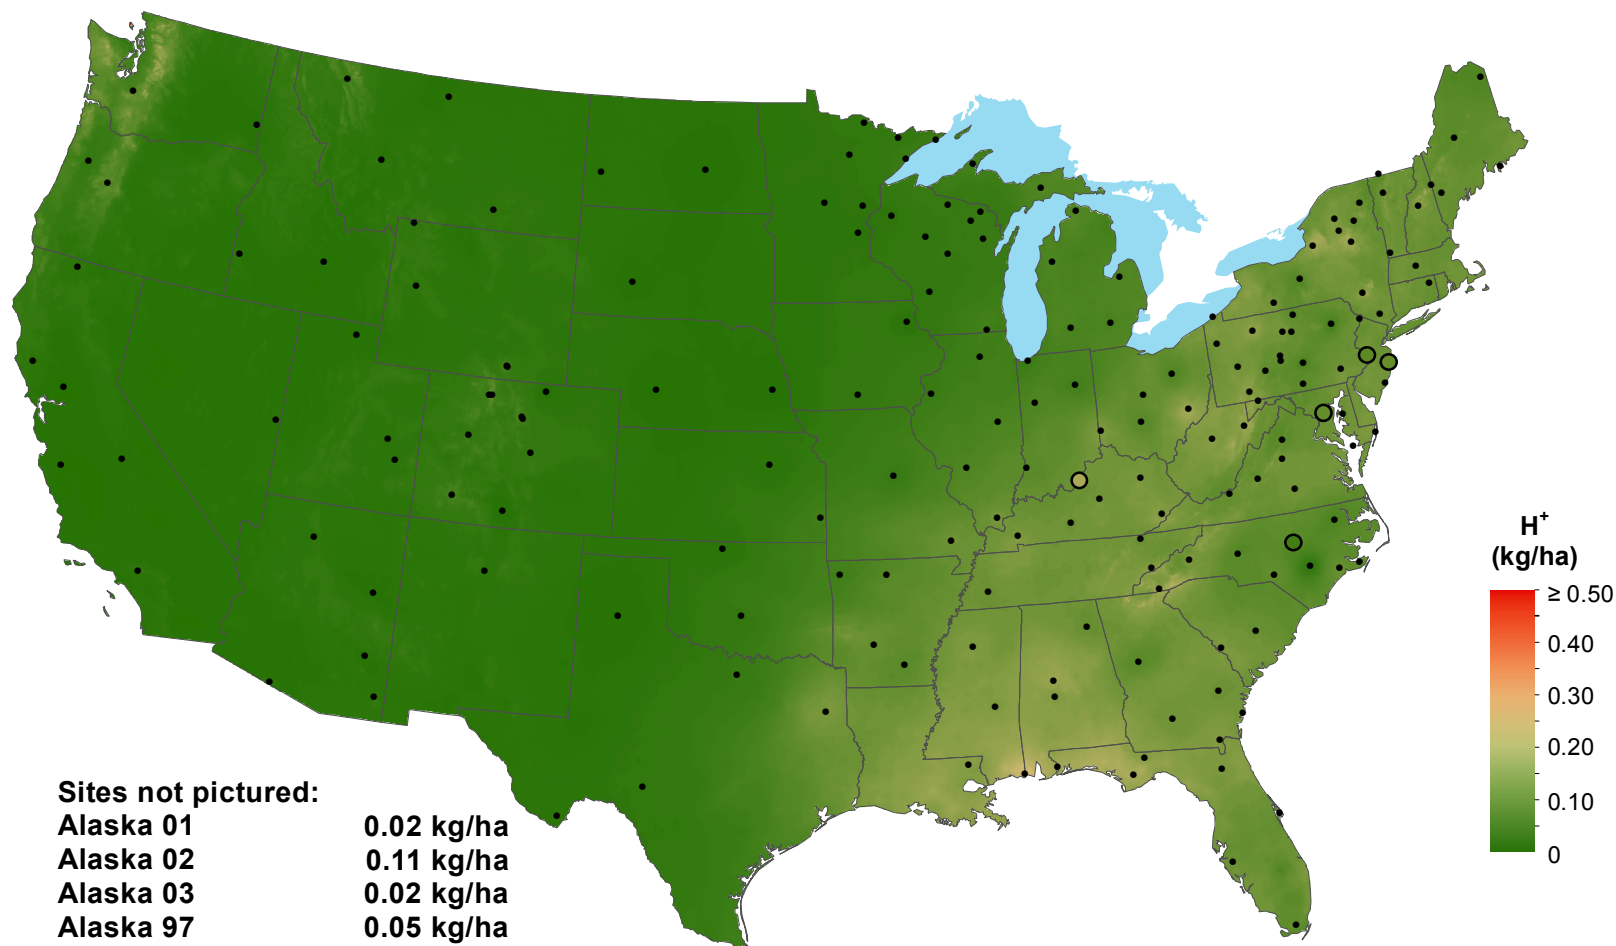 H+
(kg/ha)
≥ 0.50
0.40
0.30
0.20
0.10
0
Sites not pictured:
Alaska 01 0.02 kg/ha
Alaska 02 0.11 kg/ha
Alaska 03 0.02 kg/ha
Alaska 97 0.05 kg/ha